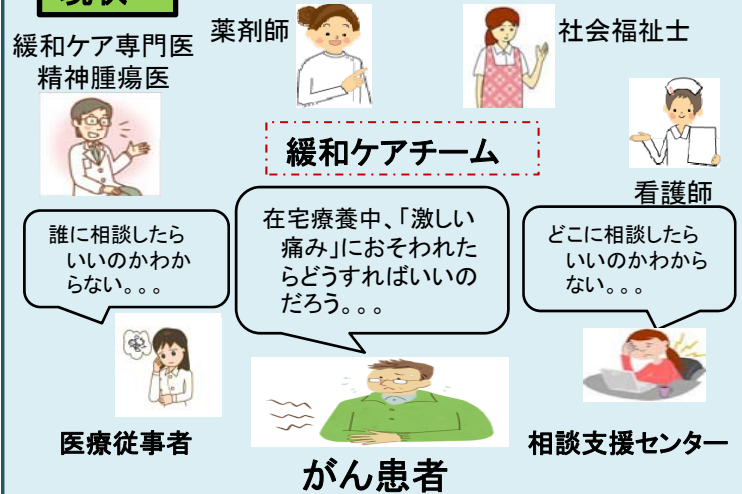 現状
緩和ケア専門医
精神腫瘍医
薬剤師
社会福祉士
緩和ケアチーム
看護師
誰に相談したら
いいのかわか
らない。。。
在宅療養中、「激しい
痛み」におそわれた
らどうすればいいの
だろう。。。
どこに相談したら
いいのかわから
ない。。。
医療従事者
がん患者
相談支援センター